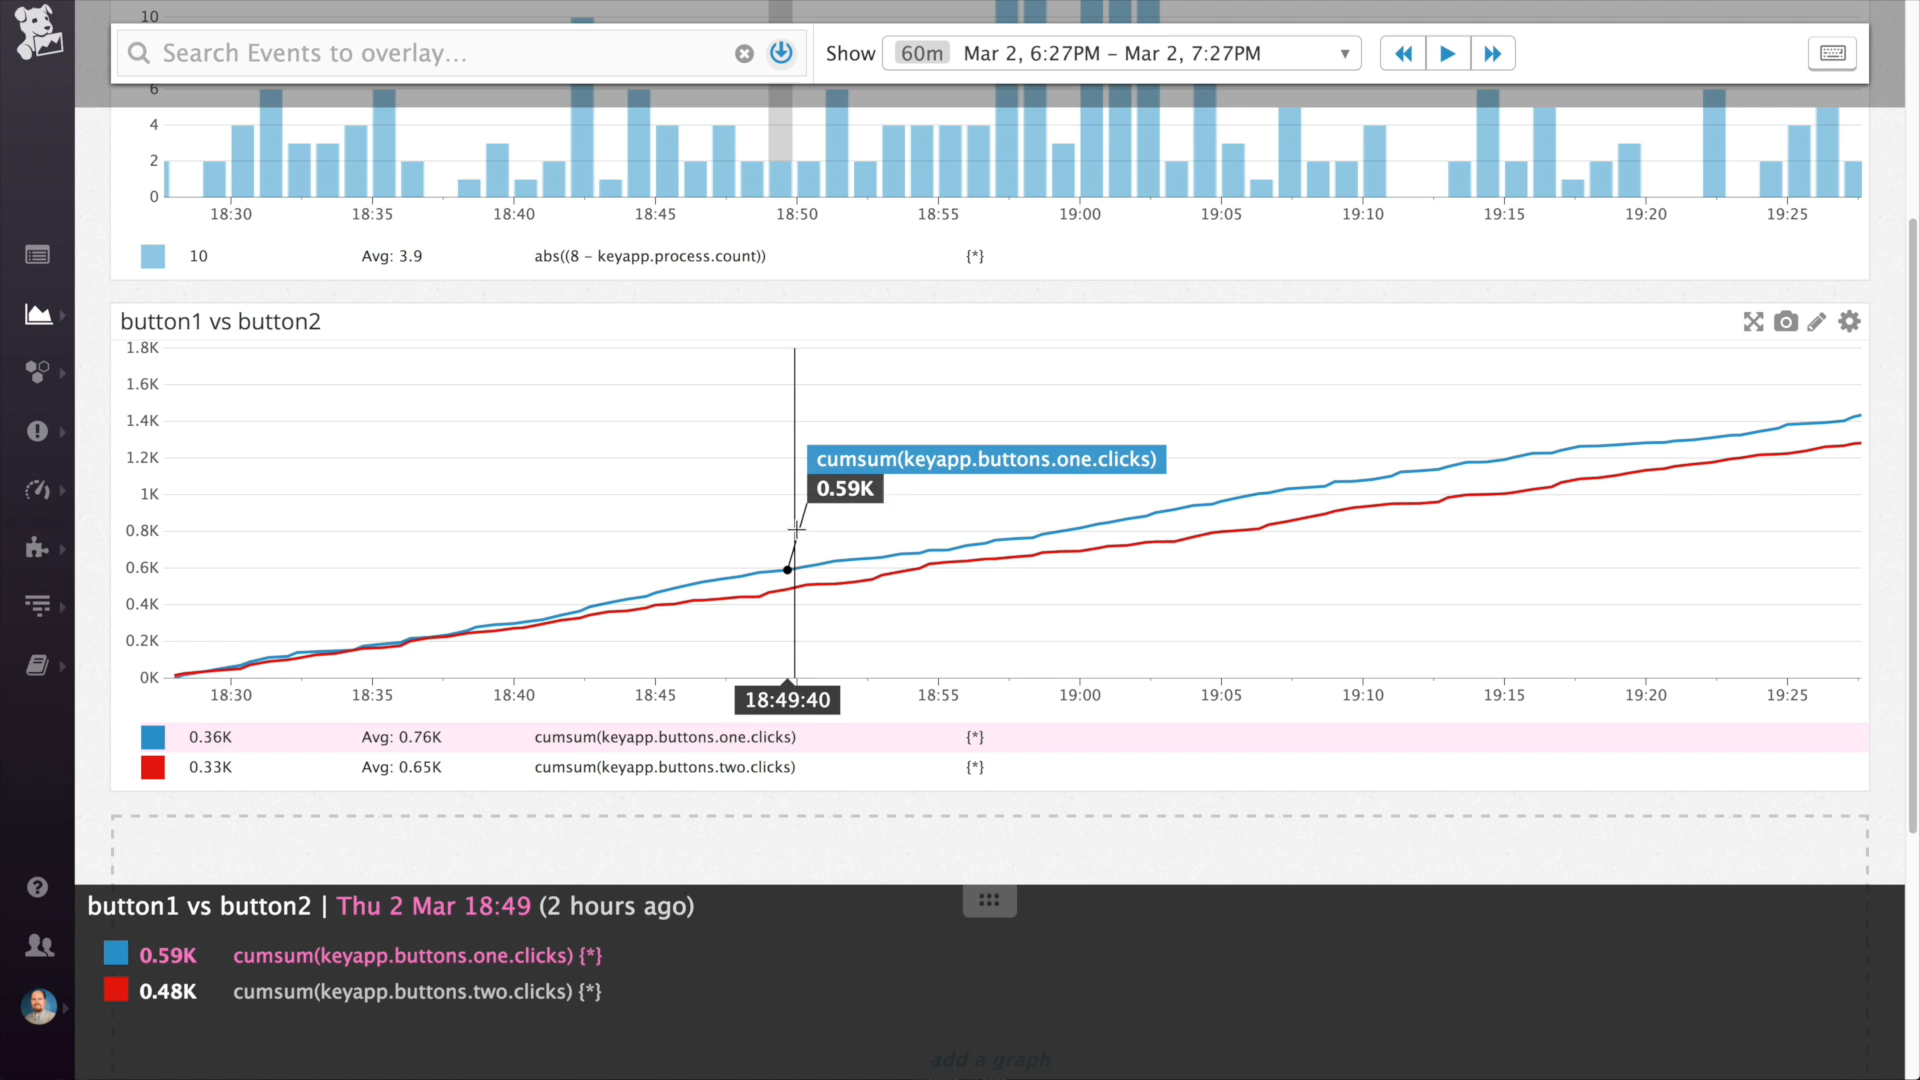 10
Search Events to overlay...
Show 60m Mar 2, 6:27PM – Mar 2, 7:27PM
6
4
2
0
18:30 18:35 18:40 18:45 18:50 18:55 19:00 19:05 19:10 19:15 19:20 19:25
10 Avg: 3.9 abs((8 – keyapp.process.count)) {*}
button1 vs button2
1.8K
1.6K
1.4K
1.2K
cumsum(keyapp.buttons.one.clicks)
0.59K
1K
0.8K
0.6K
0.4K
0.2K
0K
18:30 18:35 18:40 18:45 18:49:40 18:55 19:00 19:05 19:10 19:15 19:20 19:25
0.36K Avg: 0.76K cumsum(keyapp.buttons.one.clicks) {*}
0.33K Avg: 0.65K cumsum(keyapp.buttons.two.clicks) {*}
button1 vs button2 | Thu 2 Mar 18:49 (2 hours ago)
0.59K cumsum(keyapp.buttons.one.clicks) {*}
0.48K cumsum(keyapp.buttons.two.clicks) {*}
add a graph